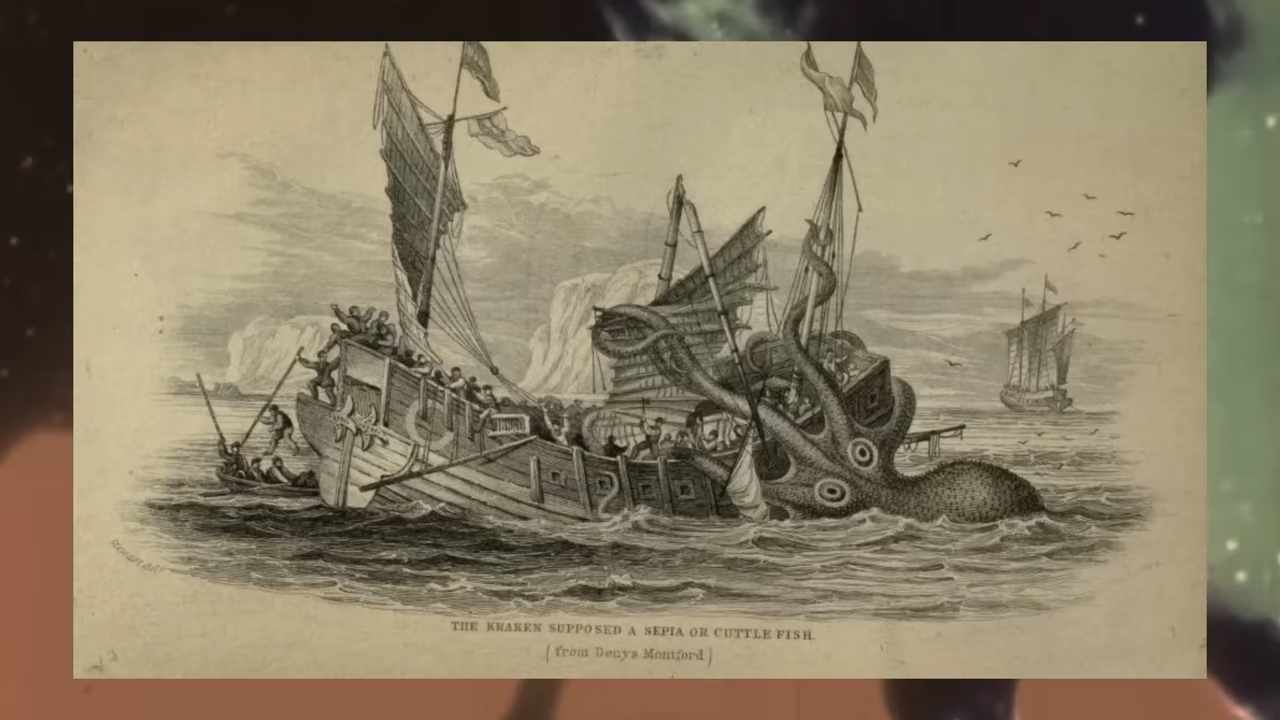 THE KRAKEN SUPPOSED A SEPIA OR CUTTLE FISH.
(from Denys Montford)